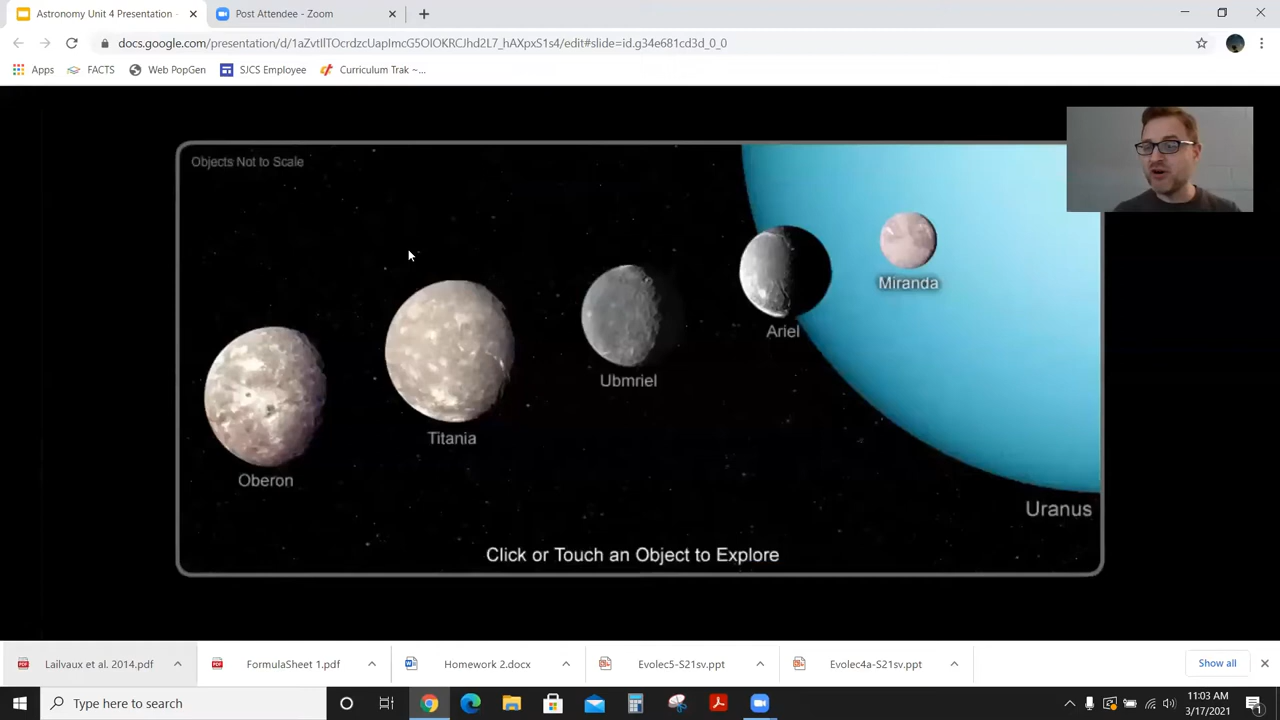 Astronomy Unit 4 Presentation -
Post Attendee - Zoom
docs.google.com/presentation/d/1aZvtIlTOcrdzcUapImcG5OIOKRCJhd2L7_hAXpxS1s4/edit#slide=id.g34e681cd3d_0_0
Apps
FACTS
Web PopGen
SJCS Employee
Curriculum Trak ~...
Objects Not to Scale
Miranda
Ariel
Ubmriel
Titania
Oberon
Uranus
Click or Touch an Object to Explore
Lailvaux et al. 2014.pdf
FormulaSheet 1.pdf
Homework 2.docx
Evolec5-S21sv.ppt
Evolec4a-S21sv.ppt
Show all
Type here to search
11:03 AM
3/17/2021
1